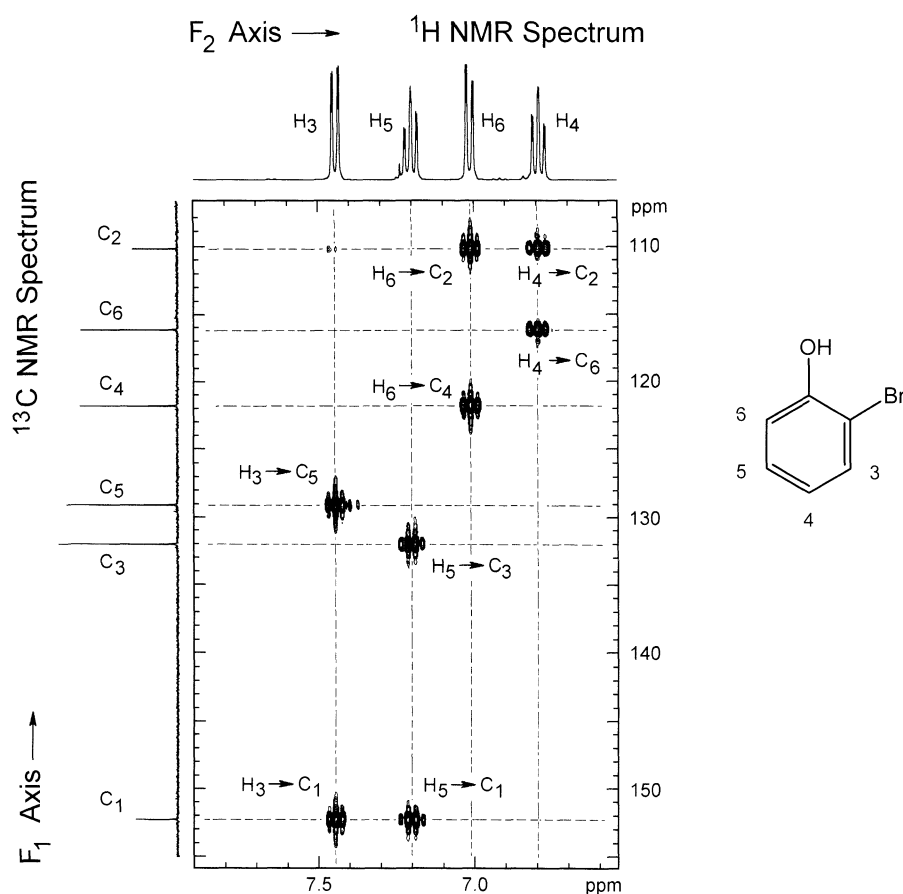 F₂ Axis → ¹H NMR Spectrum
H₃ H₅ H₆ H₄
ppm
¹³C NMR Spectrum
C₂
110
H₆→C₂ H₄→C₂
C₆
H₄→C₆
C₄
H₆→C₄
120
H₃→C₅
C₅
130
C₃
H₅→C₃
140
H₃→C₁ H₅→C₁
150
C₁
F₁ Axis →
7.5 7.0 ppm
OH
Br
6
5 3
4